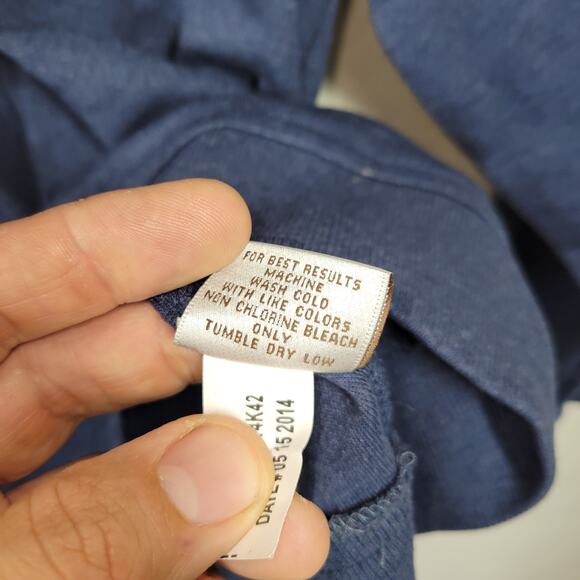 FOR BEST RESULTS
MACHINE
WASH COLD
WITH LIKE COLORS
NON CHLORINE BLEACH
ONLY
TUMBLE DRY LOW
4K42
05 15 2014